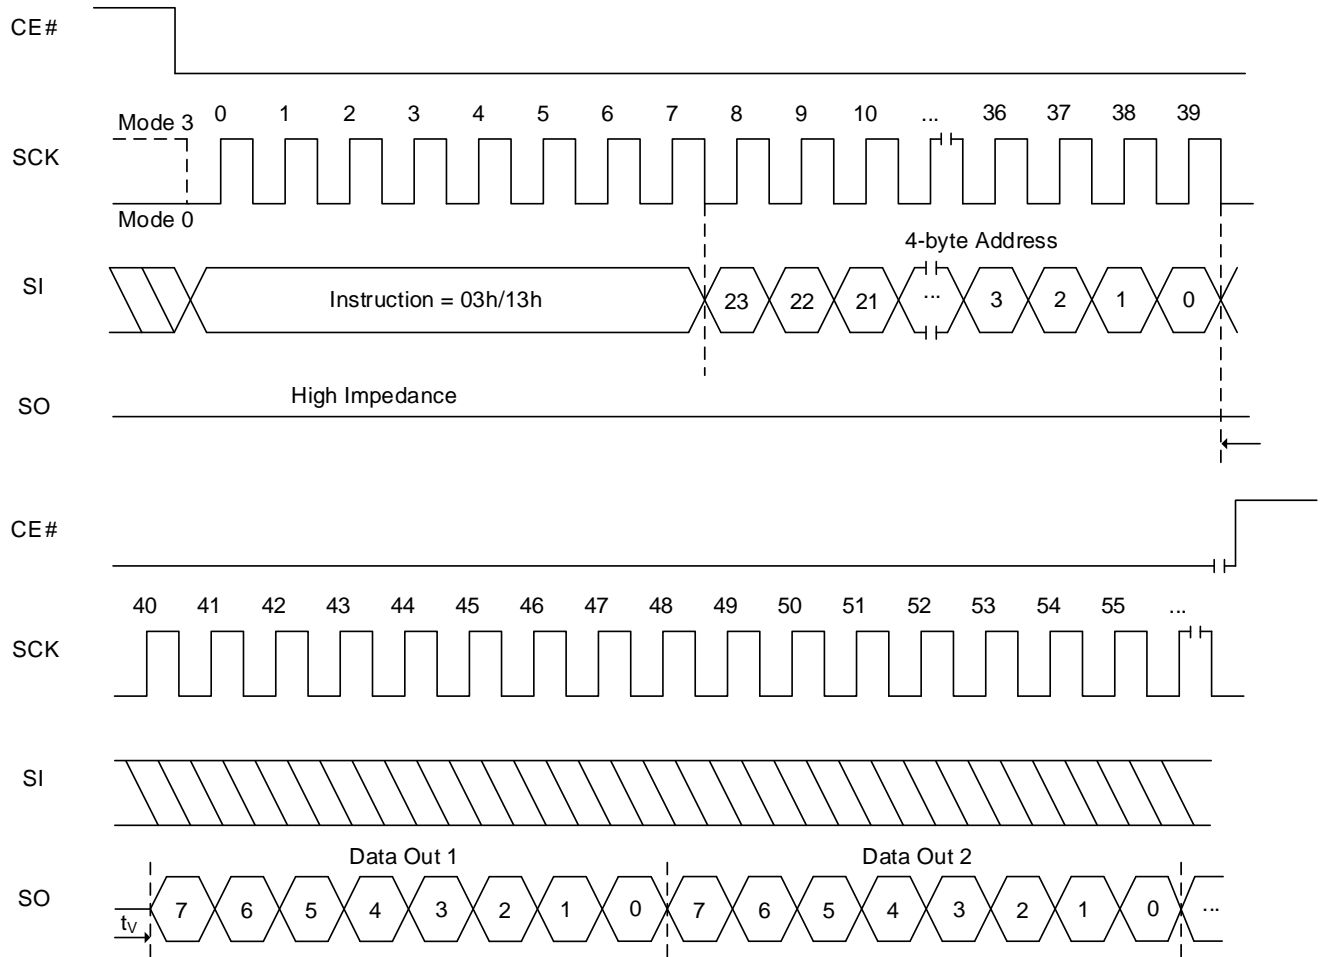 CE#
Mode 3 0 1 2 3 4 5 6 7 8 9 10 ... 36 37 38 39
SCK
Mode 0
4-byte Address
SI Instruction = 03h/13h 23 22 21 ... 3 2 1 0
SO High Impedance
CE#
40 41 42 43 44 45 46 47 48 49 50 51 52 53 54 55 ...
SCK
SI
Data Out 1 Data Out 2
SO tV 7 6 5 4 3 2 1 0 7 6 5 4 3 2 1 0 ...